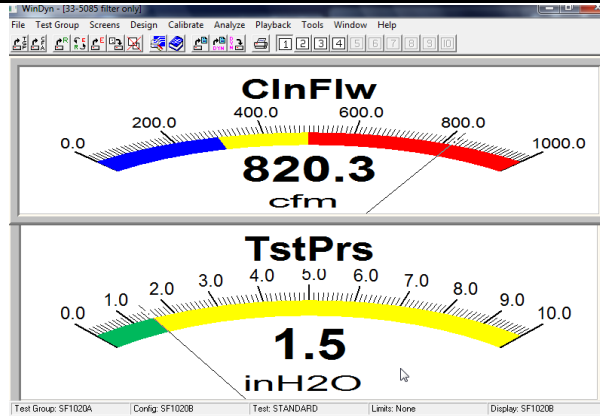 WinDyn - [33-5085 filter only]
File Test Group Screens Design Calibrate Analyze Playback Tools Window Help
1 2 3 4 5 6 7 8 9 10
ClnFlw
0.0 200.0 400.0 600.0 800.0 1000.0
820.3
cfm
TstPrs
0.0 1.0 2.0 3.0 4.0 5.0 6.0 7.0 8.0 9.0 10.0
1.5
inH2O
Test Group: SF1020A Config: SF1020B Test: STANDARD Limits: None Display: SF1020B